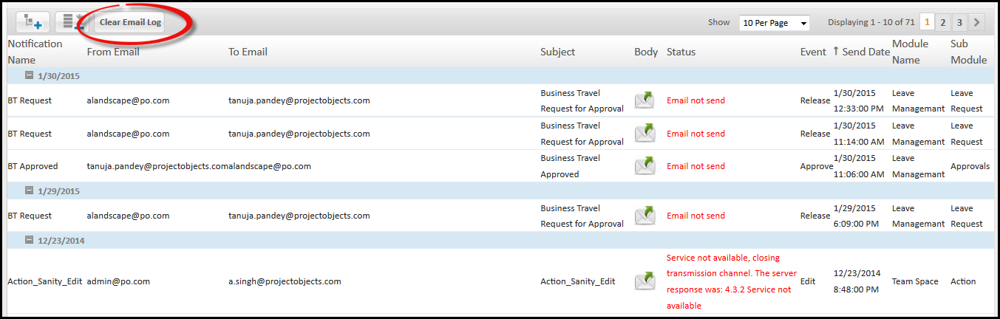 Clear Email Log Show 10 Per Page Displaying 1 - 10 of 71 1 2 3
Notification Name From Email To Email Subject Body Status Event Send Date Module Name Sub Module
1/30/2015
BT Request alandscape@po.com tanuja.pandey@projectobjects.com Business Travel Request for Approval Email not send Release 1/30/2015 12:33:00 PM Leave Managemant Leave Request
BT Request alandscape@po.com tanuja.pandey@projectobjects.com Business Travel Request for Approval Email not send Release 1/30/2015 11:14:00 AM Leave Managemant Leave Request
BT Approved tanuja.pandey@projectobjects.comalandscape@po.com Business Travel Approved Email not send Approve 1/30/2015 11:06:00 AM Leave Managemant Approvals
1/29/2015
BT Request alandscape@po.com tanuja.pandey@projectobjects.com Business Travel Request for Approval Email not send Release 1/29/2015 6:09:00 PM Leave Managemant Leave Request
12/23/2014
Action_Sanity_Edit admin@po.com a.singh@projectobjects.com Action_Sanity_Edit Service not available, closing transmission channel. The server response was: 4.3.2 Service not available Edit 12/23/2014 8:48:00 PM Team Space Action